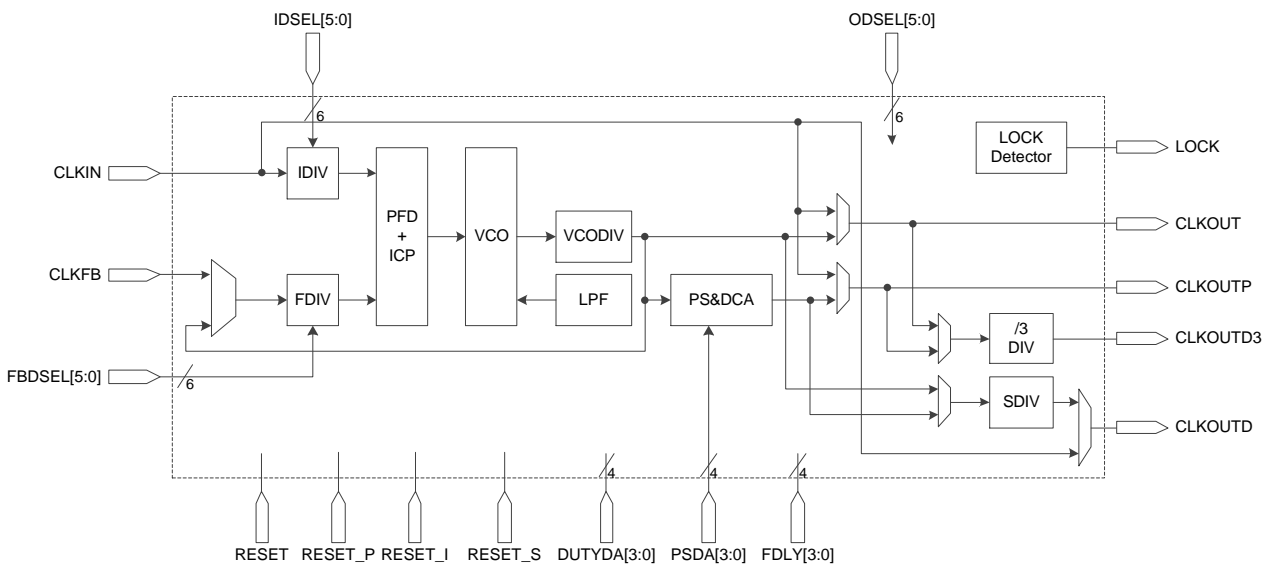 IDSEL[5:0]
ODSEL[5:0]
6
6
LOCK
Detector
LOCK
CLKIN
IDIV
PFD
+
ICP
VCO
VCODIV
CLKOUT
CLKFB
FDIV
LPF
PS&DCA
CLKOUTP
/3
DIV
CLKOUTD3
FBDSEL[5:0]
6
SDIV
CLKOUTD
4
4
4
RESET
RESET_P
RESET_I
RESET_S
DUTYDA[3:0]
PSDA[3:0]
FDLY[3:0]